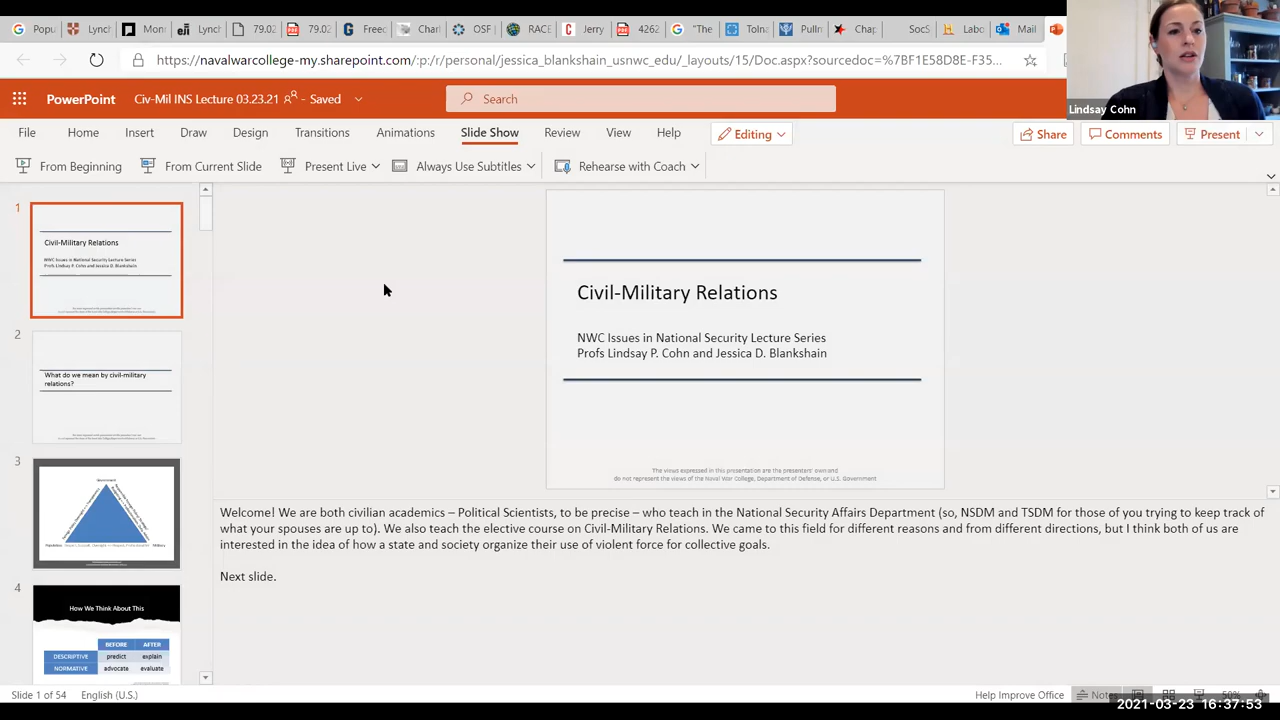 Popu
Lynch
Mon
Lynch
79.02
79.02
Freec
Chan
OSF
RACE
Jerry
4262
"The
Tolna
Pullr
Chap
SocS
Labo
Mail
https://navalwarcollege-my.sharepoint.com/:p:/r/personal/jessica_blankshain_usnwc_edu/_layouts/15/Doc.aspx?sourcedoc=%7BF1E58D8E-F35...
Lindsay Cohn
PowerPoint
Civ-Mil INS Lecture 03.23.21 - Saved
Search
File Home Insert Draw Design Transitions Animations Slide Show Review View Help
Editing
Share
Comments
Present
From Beginning
From Current Slide
Present Live
Always Use Subtitles
Rehearse with Coach
1
Civil-Military Relations
NWC Issues in National Security Lecture Series
Profs Lindsay P. Cohn and Jessica D. Blankshain
2
What do we mean by civil-military
relations?
3
Government
Population
Military
4
How We Think About This
BEFORE AFTER
DESCRIPTIVE predict explain
NORMATIVE advocate evaluate
Civil-Military Relations
NWC Issues in National Security Lecture Series
Profs Lindsay P. Cohn and Jessica D. Blankshain
The views expressed in this presentation are the presenters' own and
do not represent the views of the Naval War College, Department of Defense, or U.S. Government
Welcome! We are both civilian academics – Political Scientists, to be precise – who teach in the National Security Affairs Department (so, NSDM and TSDM for those of you trying to keep track of
what your spouses are up to). We also teach the elective course on Civil-Military Relations. We came to this field for different reasons and from different directions, but I think both of us are
interested in the idea of how a state and society organize their use of violent force for collective goals.
Next slide.
Slide 1 of 54
English (U.S.)
Help Improve Office
Notes
50%
2021-03-23 16:37:53